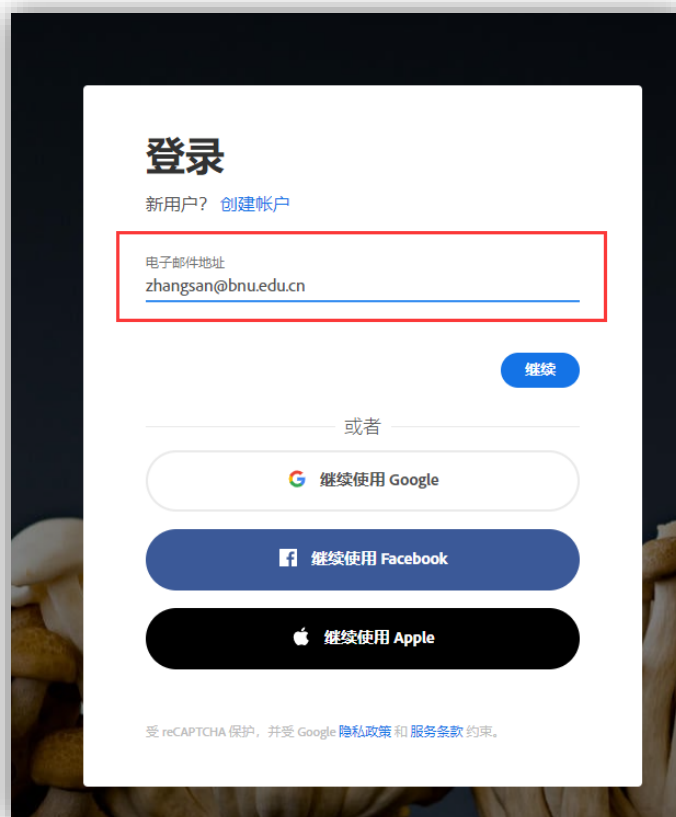 登录
新用户? 创建帐户
电子邮件地址
zhangsan@bnu.edu.cn
继续
或者
继续使用 Google
继续使用 Facebook
继续使用 Apple
受 reCAPTCHA 保护，并受 Google 隐私政策 和 服务条款 约束。